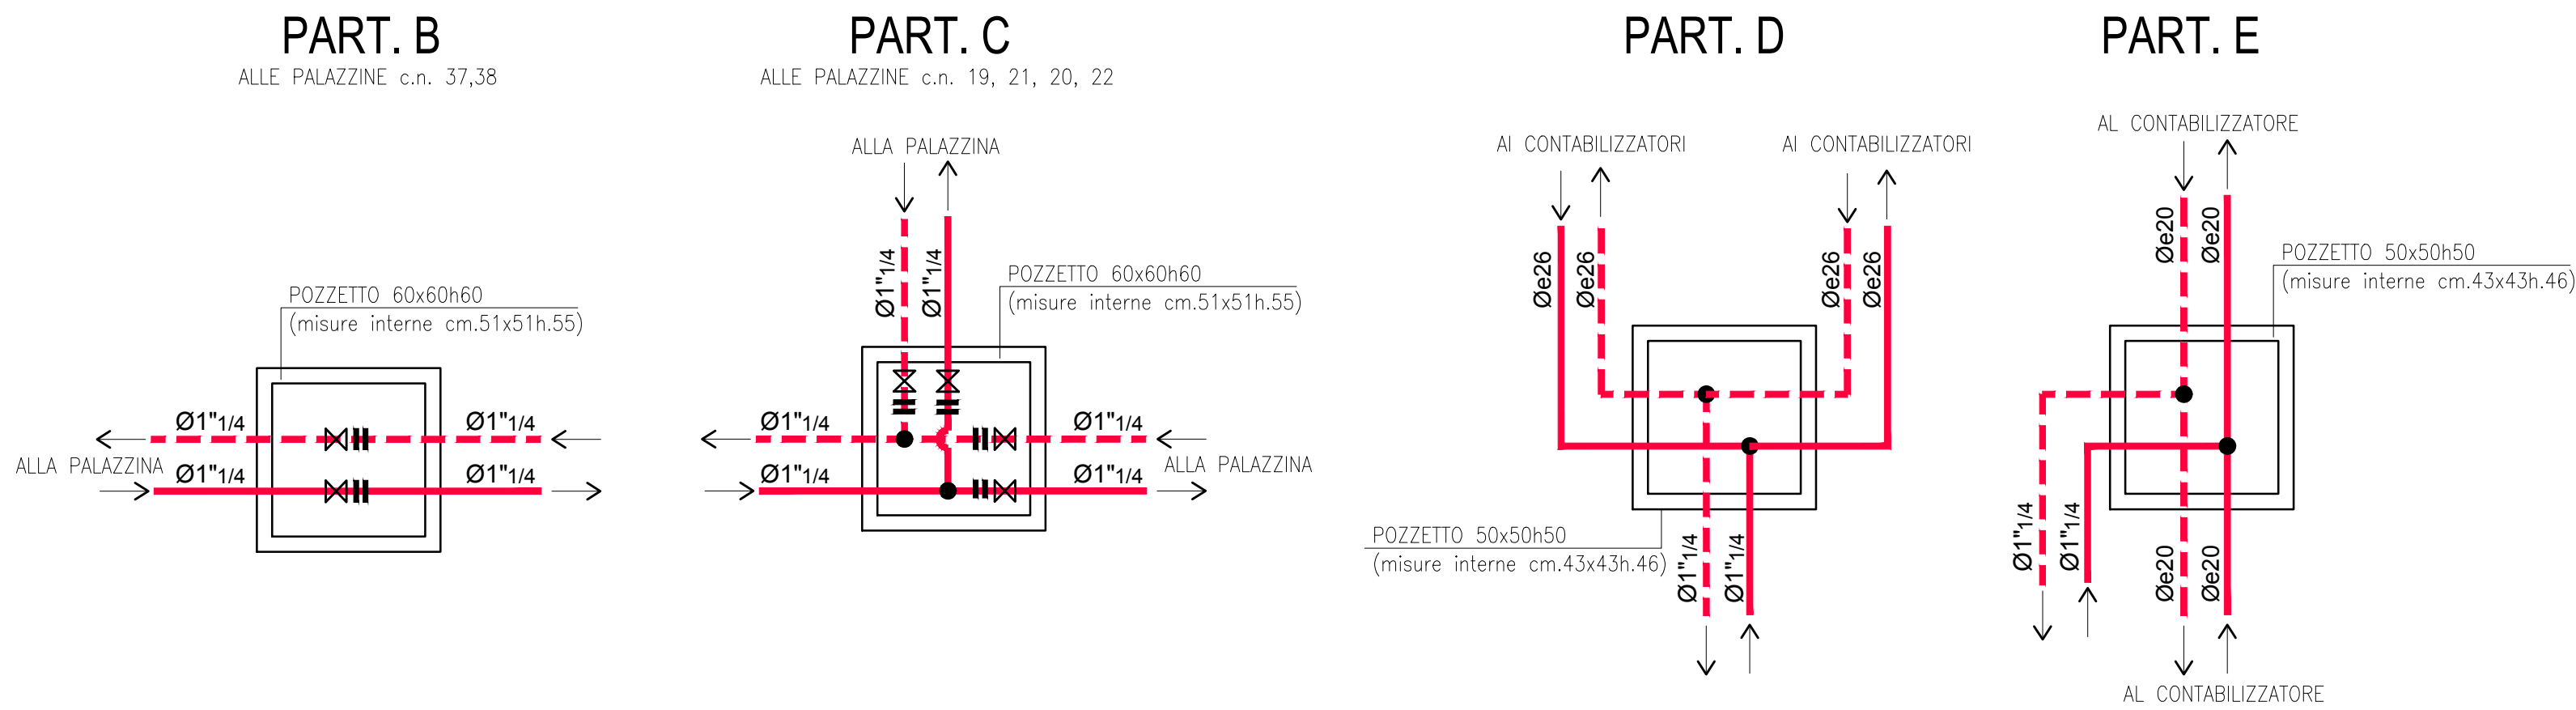 PART. B
ALLE PALAZZINE c.n. 37,38
POZZETTO 60x60h60
(misure interne cm.51x51h.55)
Ø1"1/4
Ø1"1/4
ALLA PALAZZINA
Ø1"1/4
Ø1"1/4
PART. C
ALLE PALAZZINE c.n. 19, 21, 20, 22
ALLA PALAZZINA
Ø1"1/4
Ø1"1/4
POZZETTO 60x60h60
(misure interne cm.51x51h.55)
Ø1"1/4
Ø1"1/4
ALLA PALAZZINA
Ø1"1/4
Ø1"1/4
PART. D
AI CONTABILIZZATORI
AI CONTABILIZZATORI
Øe26
Øe26
Øe26
Øe26
POZZETTO 50x50h50
(misure interne cm.43x43h.46)
Ø1"1/4
Ø1"1/4
PART. E
AL CONTABILIZZATORE
Øe20
Øe20
POZZETTO 50x50h50
(misure interne cm.43x43h.46)
Ø1"1/4
Ø1"1/4
Øe20
Øe20
AL CONTABILIZZATORE